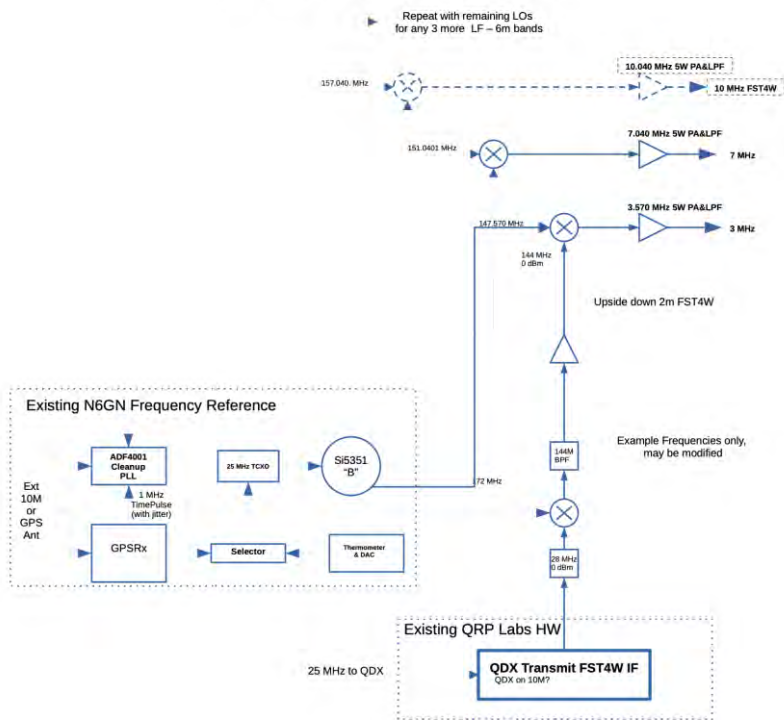 Repeat with remaining LOs
for any 3 more LF – 6m bands
10.040 MHz 5W PA&LPF
157.040. MHz
10 MHz FST4W
7.040 MHz 5W PA&LPF
151.0401 MHz
7 MHz
3.570 MHz 5W PA&LPF
147.570 MHz
3 MHz
144 MHz
0 dBm
Upside down 2m FST4W
Existing N6GN Frequency Reference
ADF4001
Cleanup
PLL
25 MHz TCXO
Si5351
"B"
144M
BPF
Example Frequencies only,
may be modified
Ext
10M
or
GPS
Ant
1 MHz
TimePulse
(with jitter)
172 MHz
GPSRx
Selector
Thermometer
& DAC
28 MHz
0 dBm
Existing QRP Labs HW
25 MHz to QDX
QDX Transmit FST4W IF
QDX on 10M?